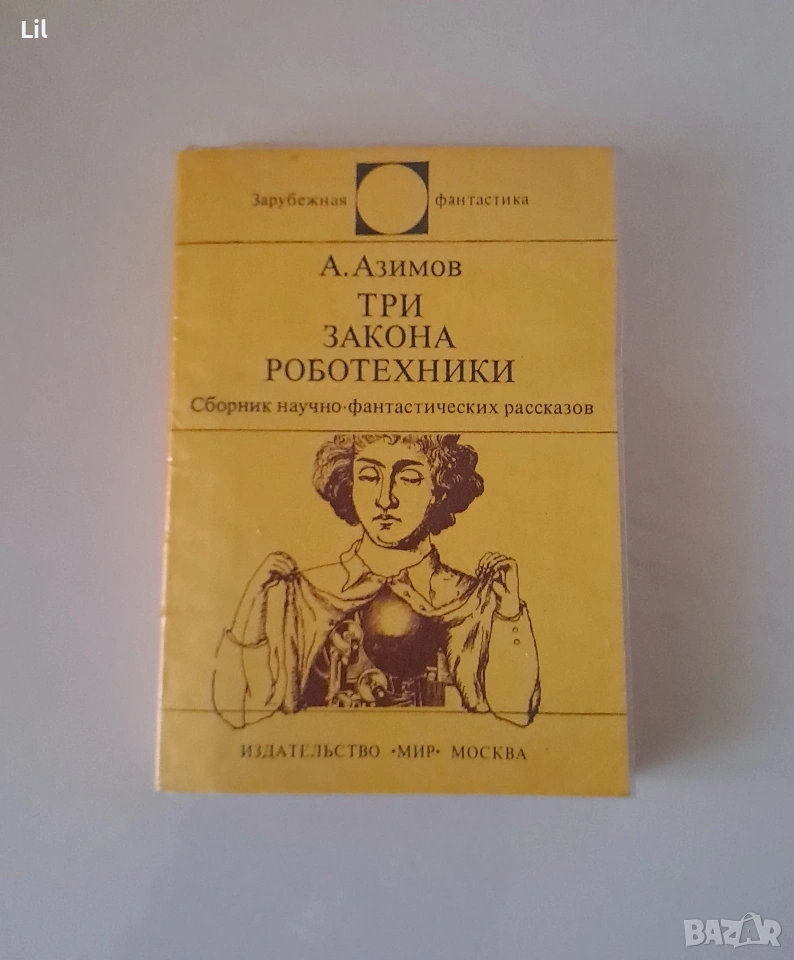 Lil
Зарубежная фантастика
А. Азимов
ТРИ
ЗАКОНА
РОБОТЕХНИКИ
Сборник научно-фантастических рассказов
ИЗДАТЕЛЬСТВО «МИР» МОСКВА
BAZAR